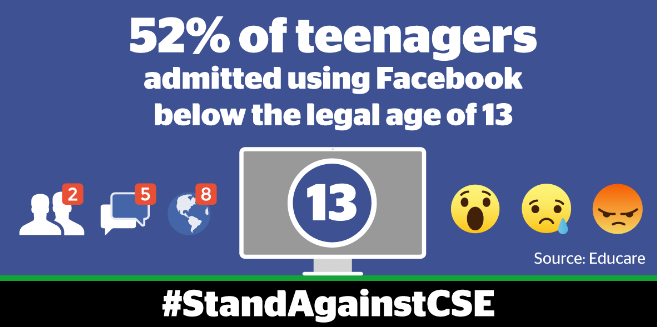 52% of teenagers
admitted using Facebook
below the legal age of 13
2
5
8
13
Source: Educare
#StandAgainstCSE